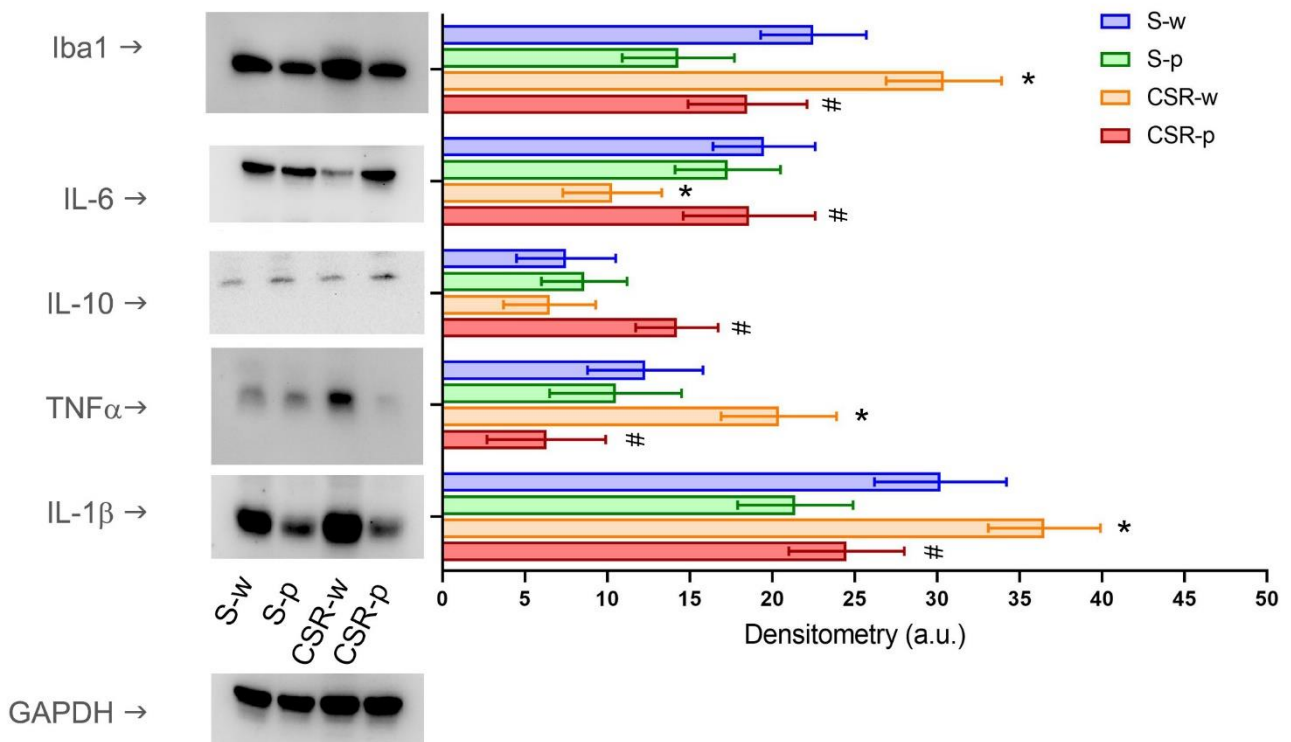 Iba1 →
IL-6 →
IL-10 →
TNFα→
IL-1β →
S-w
S-p
CSR-w
CSR-p
GAPDH →
*
#
*
#
#
*
#
*
#
0 5 10 15 20 25 30 35 40 45 50
Densitometry (a.u.)
S-w
S-p
CSR-w
CSR-p